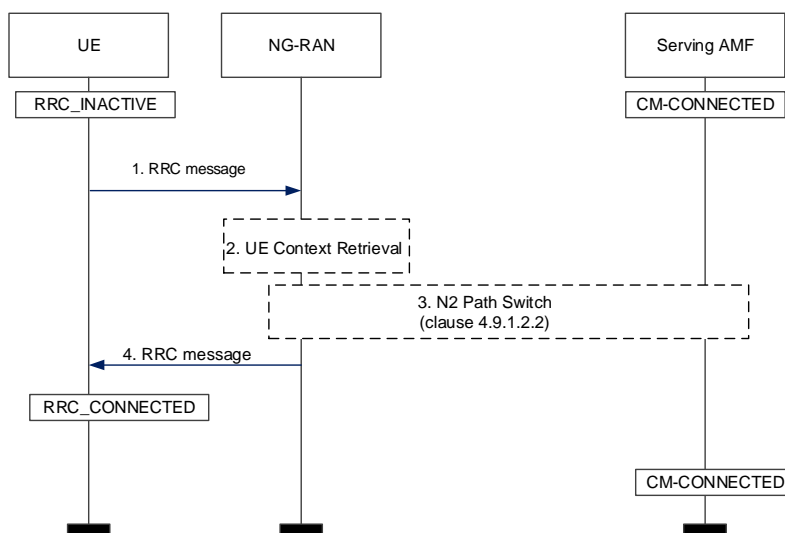 UE
NG-RAN
Serving AMF
RRC_INACTIVE
CM-CONNECTED
1. RRC message
2. UE Context Retrieval
3. N2 Path Switch
(clause 4.9.1.2.2)
4. RRC message
RRC_CONNECTED
CM-CONNECTED